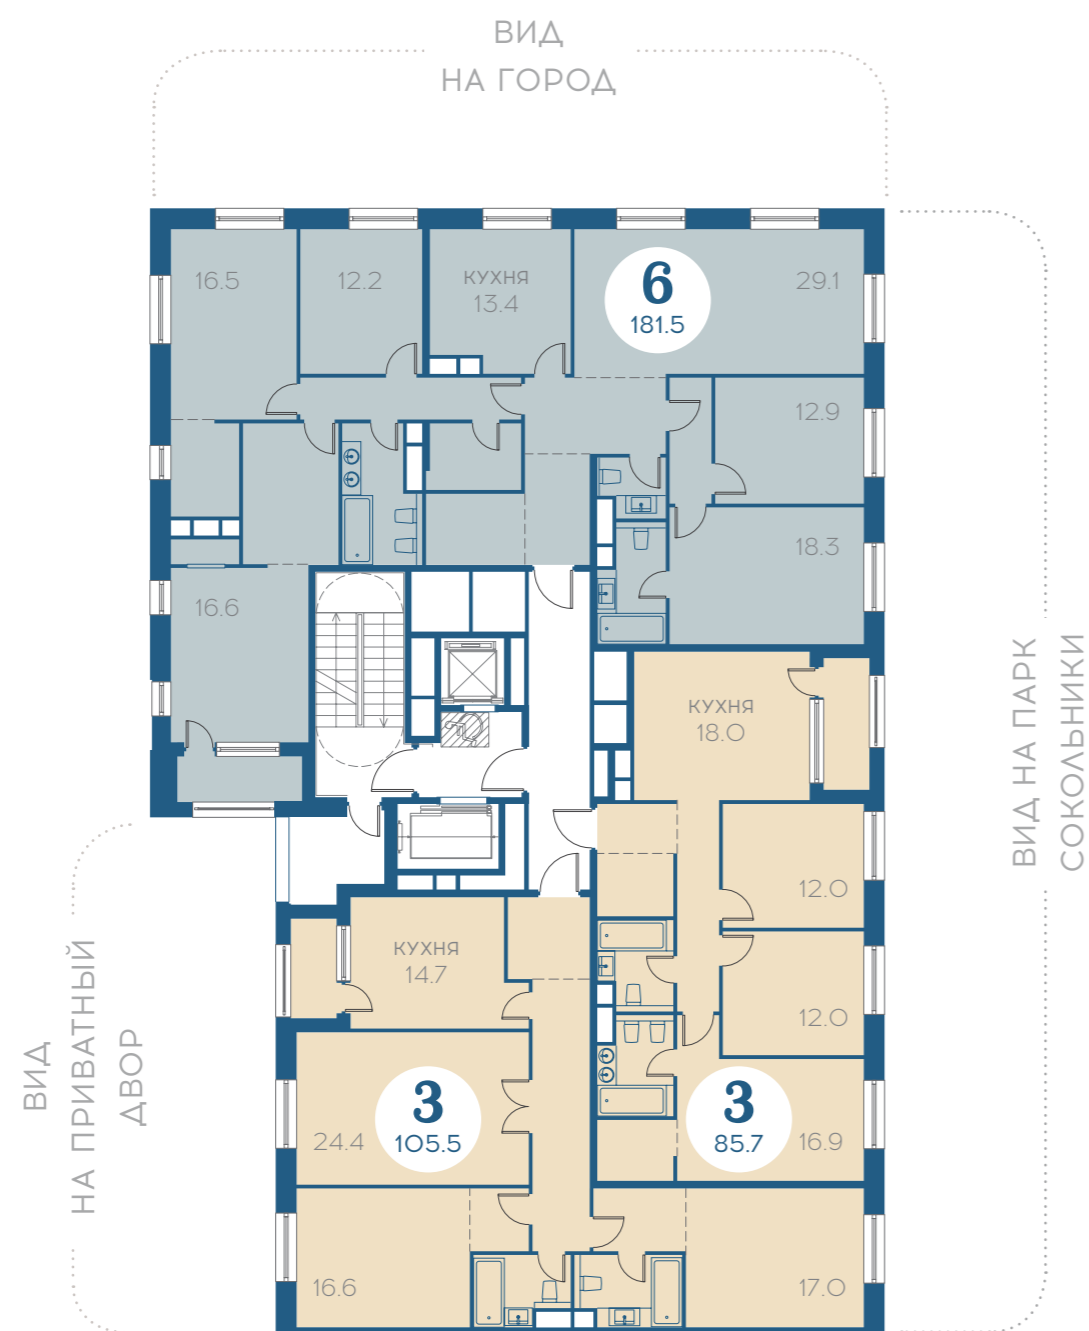 ВИД
НА ГОРОД
16.5
12.2
КУХНЯ
13.4
6
181.5
29.1
12.9
18.3
16.6
ВИД НА ПАРК
СОКОЛЬНИКИ
КУХНЯ
18.0
12.0
12.0
КУХНЯ
14.7
ВИД
НА ПРИВАТНЫЙ
ДВОР
24.4
3
105.5
3
85.7
16.9
16.6
17.0